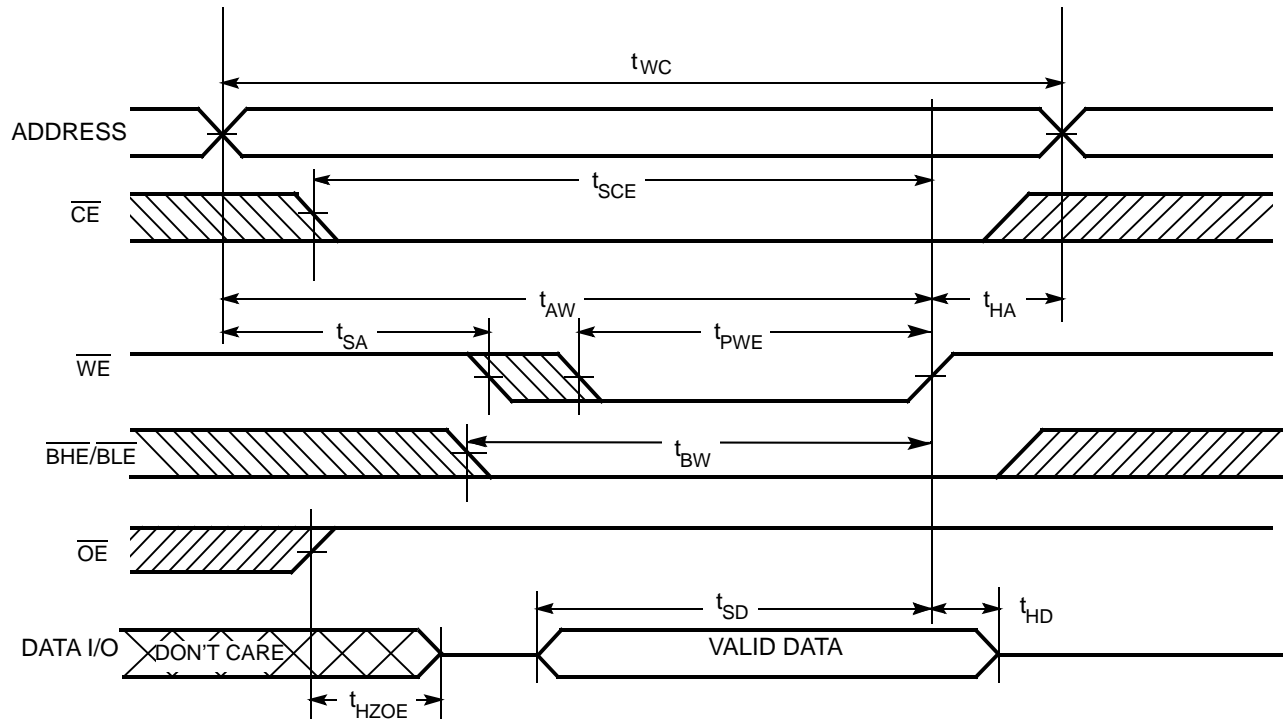 tWC
ADDRESS
tSCE
CE
tAW
tHA
tSA
tPWE
WE
BHE/BLE
tBW
OE
tSD
tHD
DATA I/O
DON'T CARE
VALID DATA
tHZOE